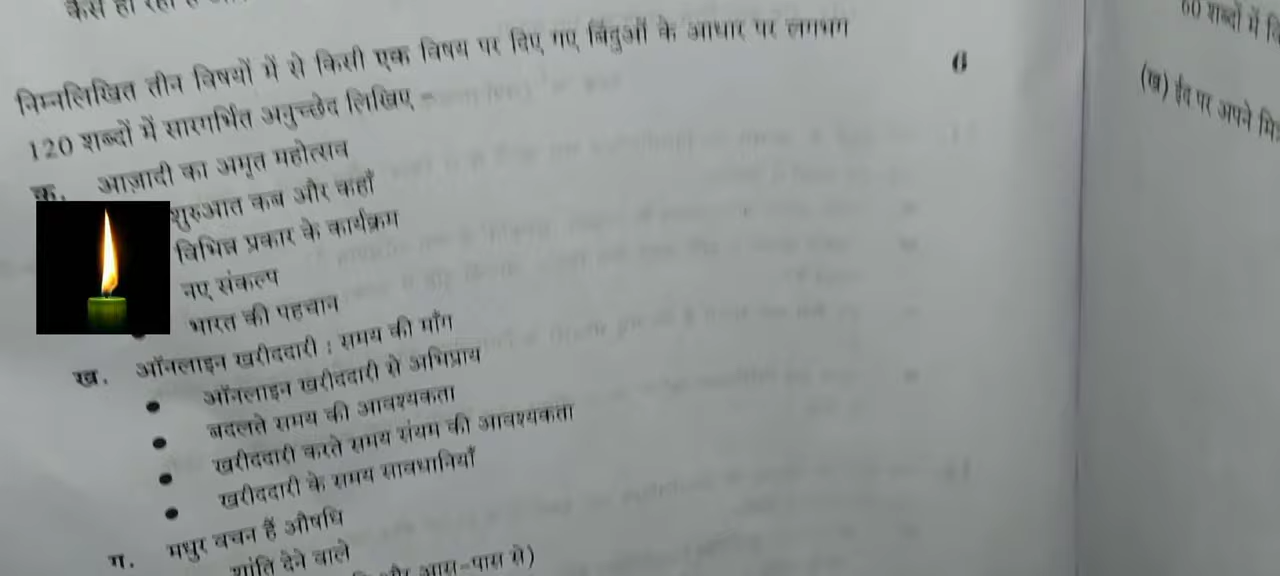 निम्नलिखित तीन विषयों में से किसी एक विषय पर दिए गए बिंदुओं के आधार पर लगभग
120 शब्दों में सारगर्भित अनुच्छेद लिखिए –
6
क. आज़ादी का अमृत महोत्सव
शुरुआत कब और कहाँ
विभिन्न प्रकार के कार्यक्रम
नए संकल्प
भारत की पहचान
ख. ऑनलाइन खरीददारी : समय की माँग
• ऑनलाइन खरीददारी से अभिप्राय
• बदलते समय की आवश्यकता
• खरीददारी करते समय संयम की आवश्यकता
• खरीददारी के समय सावधानियाँ
ग. मधुर वचन हैं औषधि
शांति देने वाले
और आस-पास से)
60 शब्दों में
(ख) ईद पर अपने